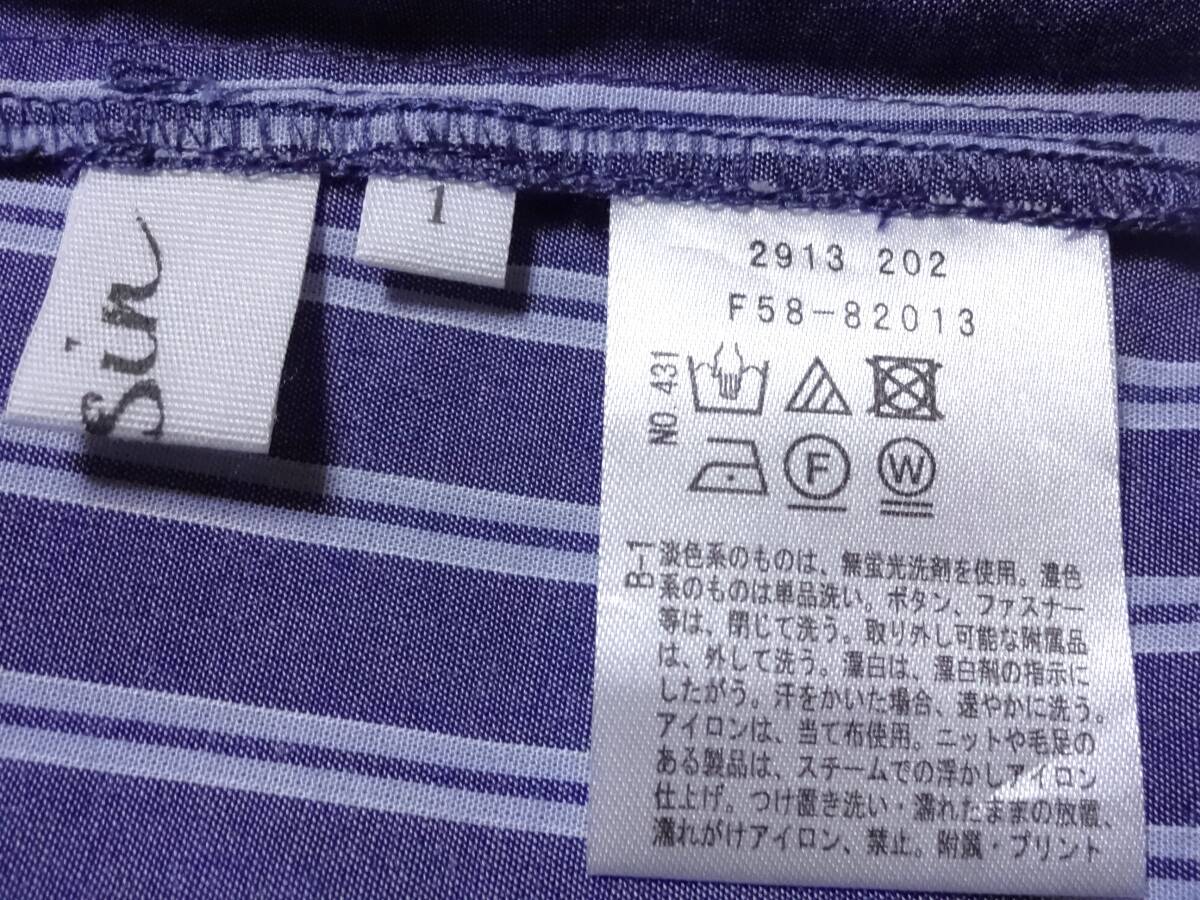 Sin
1
2913 202
F58-82013
NO 431
F
W
B-1
淡色系のものは、無蛍光洗剤を使用。濃色
系のものは単品洗い。ボタン、ファスナー
等は、閉じて洗う。取り外し可能な附属品
は、外して洗う。漂白は、漂白剤の指示に
したがう。汗をかいた場合、速やかに洗う。
アイロンは、当て布使用。ニットや毛足の
ある製品は、スチームでの浮かしアイロン
仕上げ。つけ置き洗い・濡れたままの放置、
濡れがけアイロン、禁止。附属・プリント